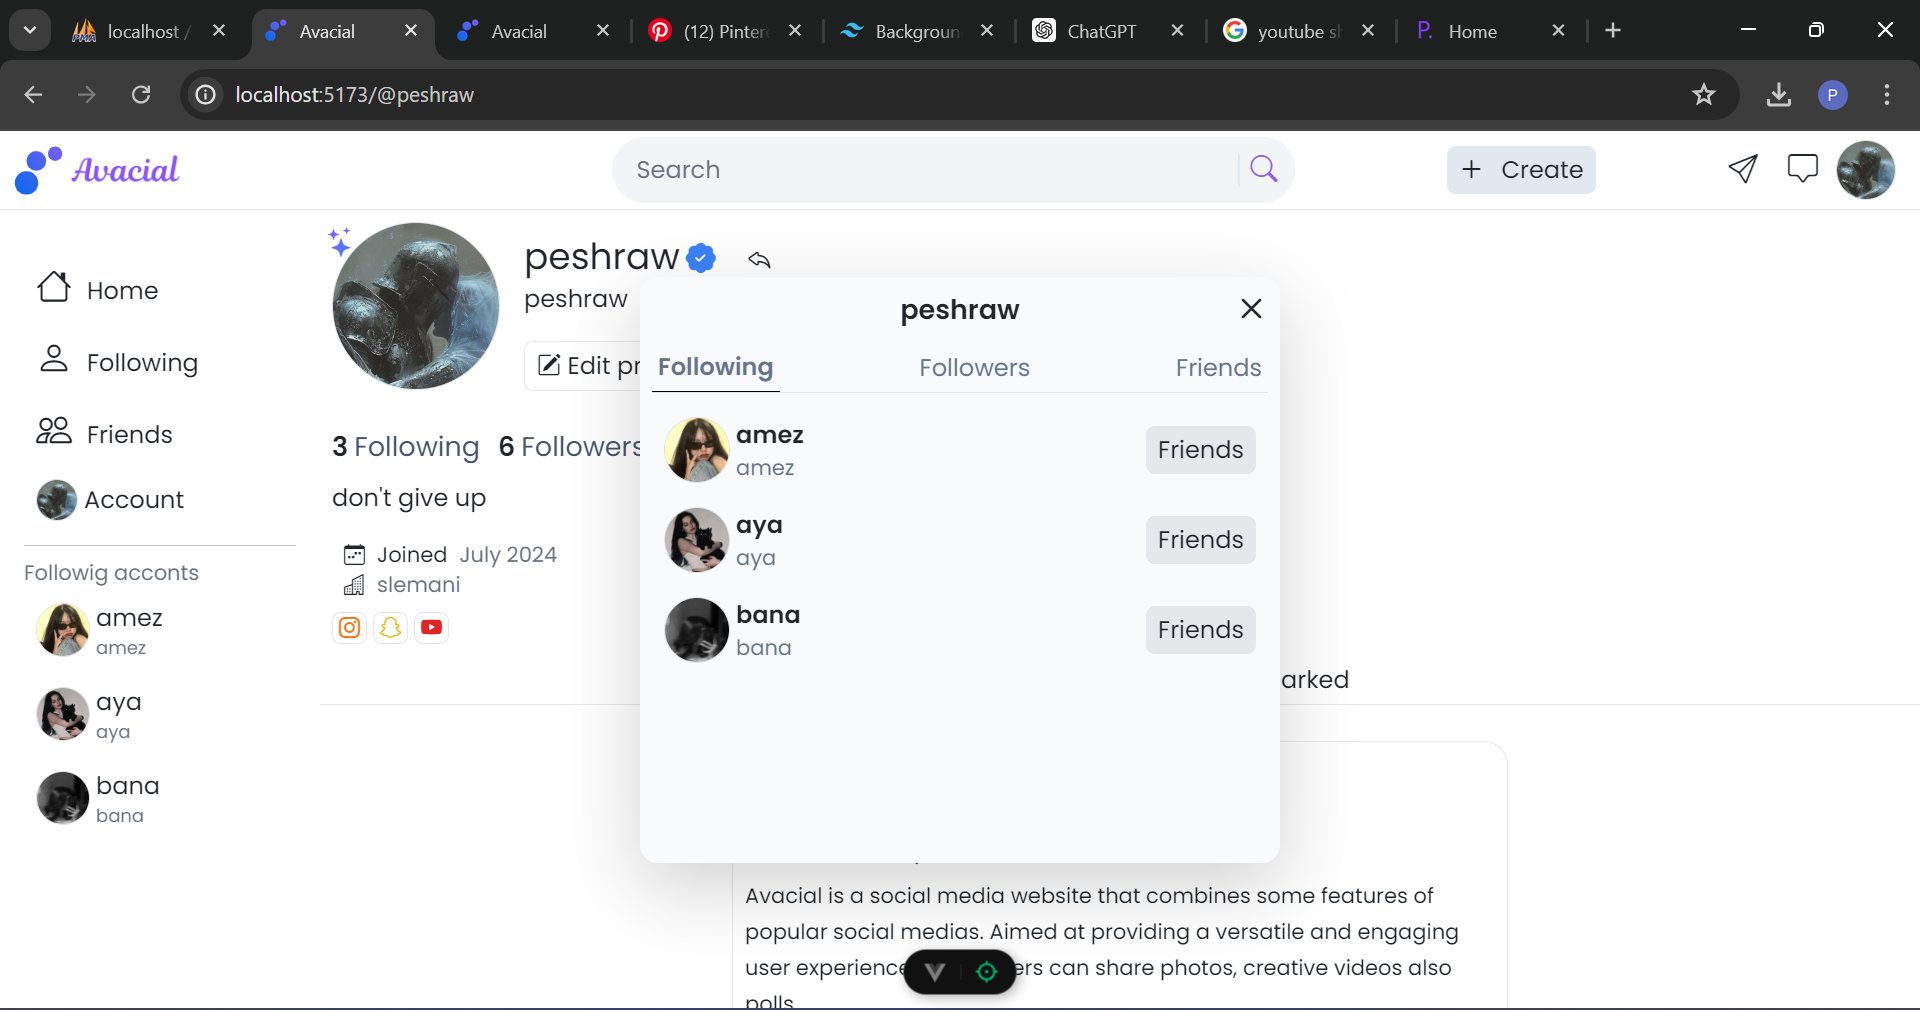 localhost /
Avacial
Avacial
(12) Pinter
Backgroun
ChatGPT
youtube s
P. Home
localhost:5173/@peshraw
P
Avacial
Search
+ Create
Home
Following
Friends
Account
Followig acconts
amez
amez
aya
aya
bana
bana
peshraw
peshraw
Edit pr
3 Following 6 Followers
don't give up
Joined July 2024
slemani
peshraw
Following Followers Friends
amez
amez
Friends
aya
aya
Friends
bana
bana
Friends
arked
Avacial is a social media website that combines some features of
popular social medias. Aimed at providing a versatile and engaging
user experience ers can share photos, creative videos also
polls